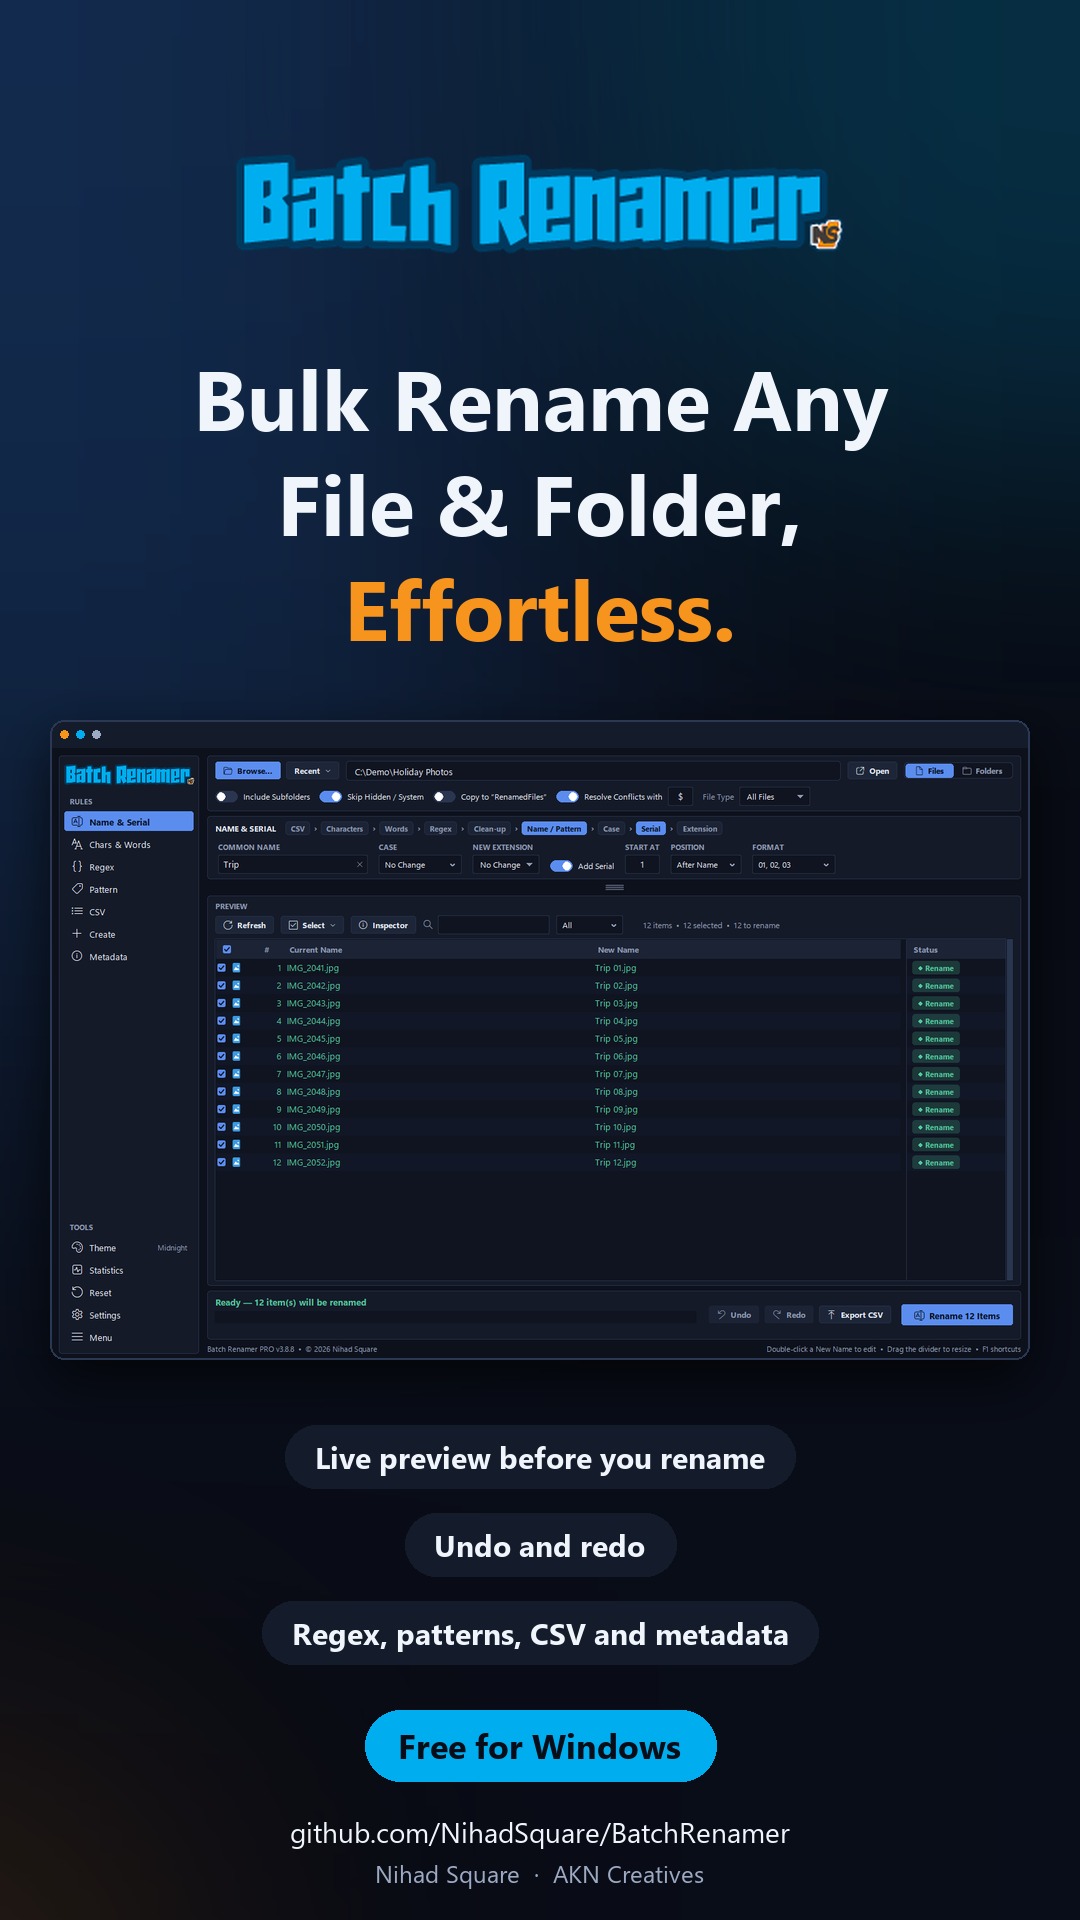 Batch Renamer NS
Bulk Rename Any
File & Folder,
Effortless.
Batch Renamer
Browse... Recent C:\Demo\Holiday Photos Open Files Folders
Include Subfolders Skip Hidden / System Copy to "RenamedFiles" Resolve Conflicts with $ File Type All Files
RULES
Name & Serial
Chars & Words
Regex
Pattern
CSV
Create
Metadata
NAME & SERIAL CSV › Characters › Words › Regex › Clean-up › Name / Pattern › Case › Serial › Extension
COMMON NAME CASE NEW EXTENSION START AT POSITION FORMAT
Trip × No Change No Change Add Serial 1 After Name 01, 02, 03
PREVIEW
Refresh Select Inspector All 12 items • 12 selected • 12 to rename
# Current Name New Name Status
1 IMG_2041.jpg Trip 01.jpg Rename
2 IMG_2042.jpg Trip 02.jpg Rename
3 IMG_2043.jpg Trip 03.jpg Rename
4 IMG_2044.jpg Trip 04.jpg Rename
5 IMG_2045.jpg Trip 05.jpg Rename
6 IMG_2046.jpg Trip 06.jpg Rename
7 IMG_2047.jpg Trip 07.jpg Rename
8 IMG_2048.jpg Trip 08.jpg Rename
9 IMG_2049.jpg Trip 09.jpg Rename
10 IMG_2050.jpg Trip 10.jpg Rename
11 IMG_2051.jpg Trip 11.jpg Rename
12 IMG_2052.jpg Trip 12.jpg Rename
TOOLS
Theme Midnight
Statistics
Reset
Settings
Menu
Ready — 12 item(s) will be renamed
Undo Redo Export CSV Rename 12 Items
Batch Renamer PRO v3.8.8 • © 2026 Nihad Square Double-click a New Name to edit • Drag the divider to resize • F1 shortcuts
Live preview before you rename
Undo and redo
Regex, patterns, CSV and metadata
Free for Windows
github.com/NihadSquare/BatchRenamer
Nihad Square · AKN Creatives